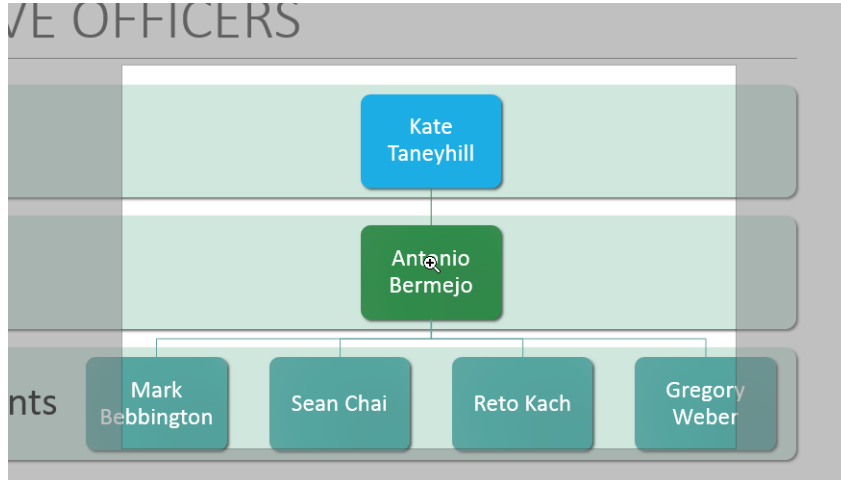 VE OFFICERS
Kate
Taneyhill
Antonio
Bermejo
nts
Mark
Bebbington
Sean Chai
Reto Kach
Gregory
Weber